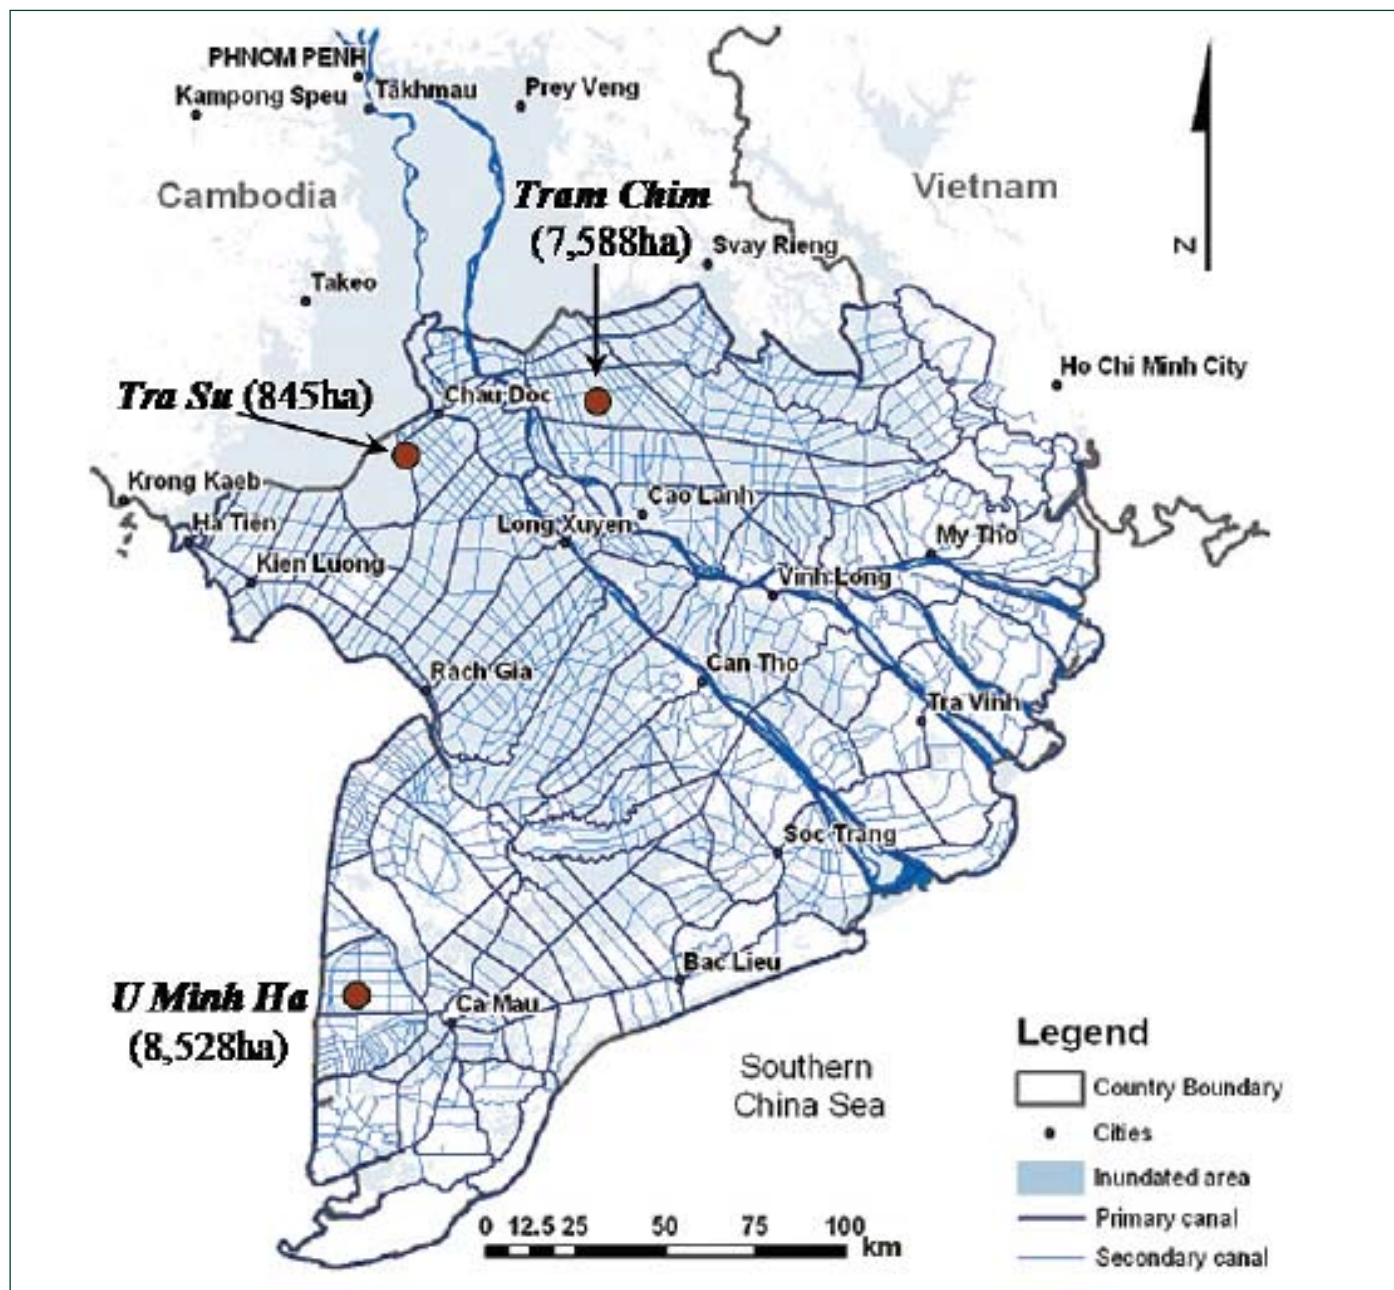 PHNOM PENH
Takhmau
Prey Veng
Kampong Speu
Cambodia
Vietnam
Tram Chim
(7,588ha)
Svay Rieng
N
Takeo
Ho Chi Minh City
Tra Su (845ha)
Chau Doc
Krong Kaeb
Ha Tien
Cao Lanh
Long Xuyen
My Tho
Kien Luong
Vinh Long
Rach Gia
Can Tho
Tra Vinh
Soc Trang
Bac Lieu
U Minh Ha
(8,528ha)
Ca Mau
Southern
China Sea
Legend
Country Boundary
Cities
Inundated area
Primary canal
Secondary canal
0 12.5 25 50 75 100
km